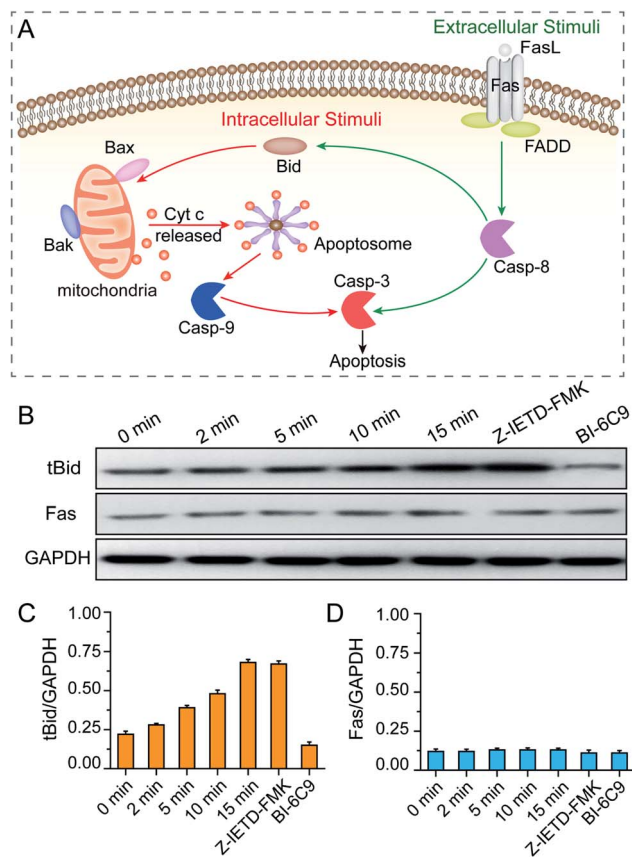 A
Extracellular Stimuli
FasL
Fas
FADD
Intracellular Stimuli
Bax
Bid
Bak
Cyt c
released
Apoptosome
Casp-8
mitochondria
Casp-3
Casp-9
Apoptosis
B
0 min 2 min 5 min 10 min 15 min Z-IETD-FMK BI-6C9
tBid
Fas
GAPDH
C
tBid/GAPDH
1.00
0.75
0.50
0.25
0.00
0 min 2 min 5 min 10 min 15 min Z-IETD-FMK BI-6C9
D
Fas/GAPDH
1.00
0.75
0.50
0.25
0.00
0 min 2 min 5 min 10 min 15 min Z-IETD-FMK BI-6C9